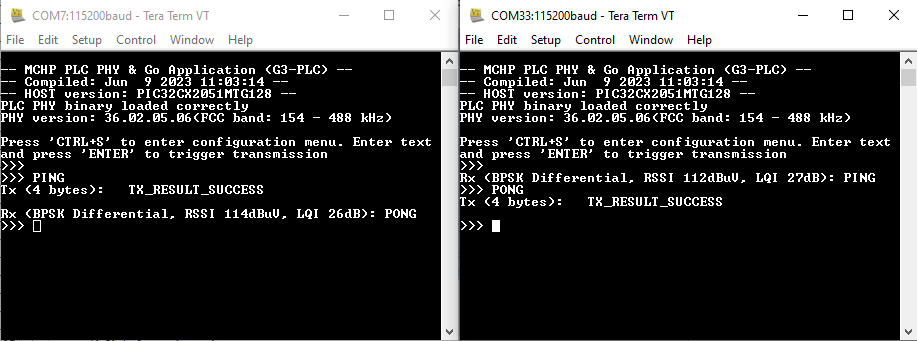 COM7:115200baud - Tera Term VT
File Edit Setup Control Window Help
-- MCHP PLC PHY & Go Application (G3-PLC) --
-- Compiled: Jun  9 2023 11:03:14 --
-- HOST version: PIC32CX2051MTG128 --
PLC PHY binary loaded correctly
PHY version: 36.02.05.06(FCC band: 154 - 488 kHz)
Press 'CTRL+S' to enter configuration menu. Enter text
and press 'ENTER' to trigger transmission
>>>
>>> PING
Tx (4 bytes):   TX_RESULT_SUCCESS
Rx (BPSK Differential, RSSI 114dBuV, LQI 26dB): PONG
>>>
COM33:115200baud - Tera Term VT
File Edit Setup Control Window Help
-- MCHP PLC PHY & Go Application (G3-PLC) --
-- Compiled: Jun  9 2023 11:03:14 --
-- HOST version: PIC32CX2051MTG128 --
PLC PHY binary loaded correctly
PHY version: 36.02.05.06(FCC band: 154 - 488 kHz)
Press 'CTRL+S' to enter configuration menu. Enter text
and press 'ENTER' to trigger transmission
>>>
Rx (BPSK Differential, RSSI 112dBuV, LQI 27dB): PING
>>> PONG
Tx (4 bytes):   TX_RESULT_SUCCESS
>>>